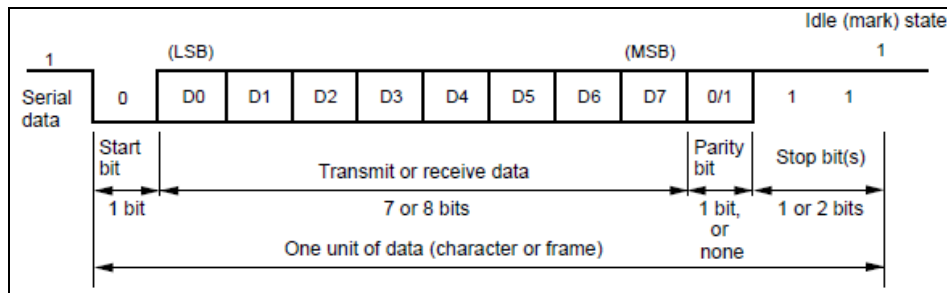 Idle (mark) state
1 (LSB) (MSB) 1
Serial
data
0 D0 D1 D2 D3 D4 D5 D6 D7 0/1 1 1
Start
bit
Transmit or receive data
Parity
bit
Stop bit(s)
1 bit
7 or 8 bits
1 bit,
or
none
1 or 2 bits
One unit of data (character or frame)